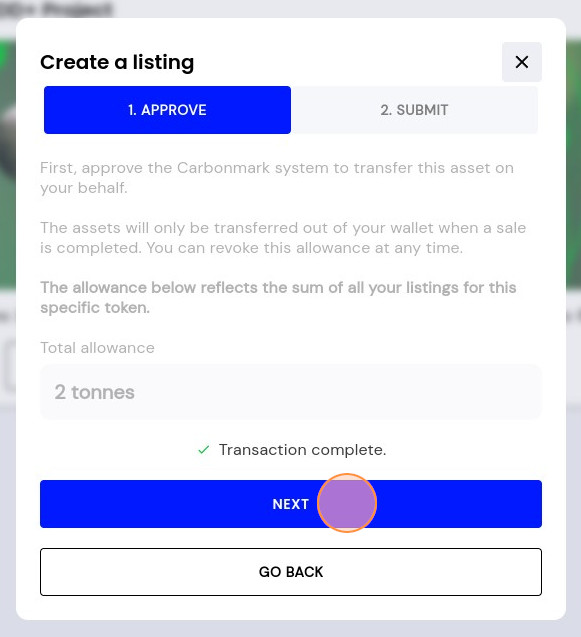 Project
Create a listing
1. APPROVE
2. SUBMIT
First, approve the Carbonmark system to transfer this asset on
your behalf.
The assets will only be transferred out of your wallet when a sale
is completed. You can revoke this allowance at any time.
The allowance below reflects the sum of all your listings for this
specific token.
Total allowance
2 tonnes
Transaction complete.
NEXT
GO BACK